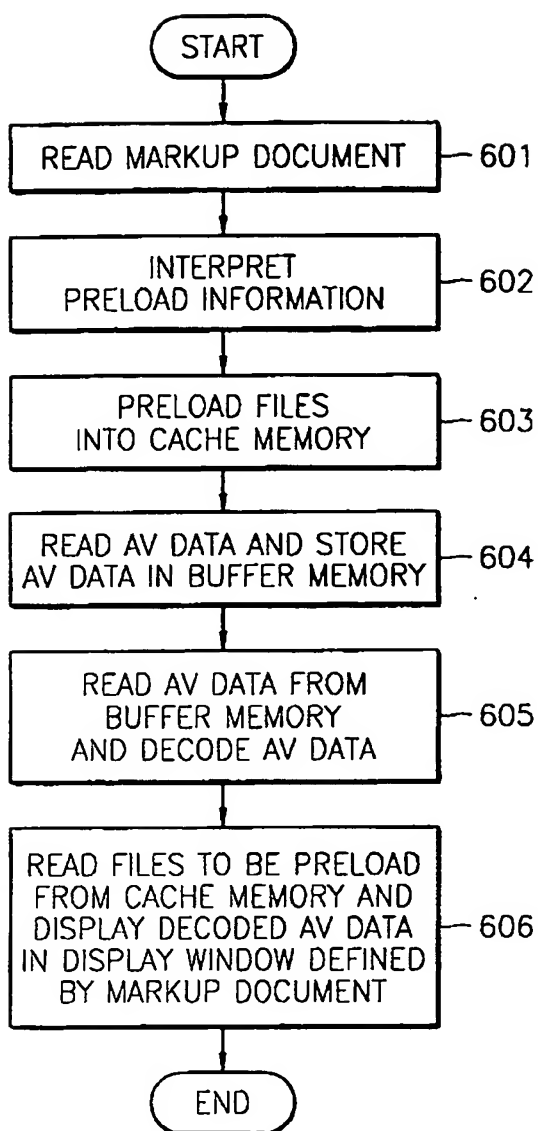 START
READ MARKUP DOCUMENT
601
INTERPRET
PRELOAD INFORMATION
602
PRELOAD FILES
INTO CACHE MEMORY
603
READ AV DATA AND STORE
AV DATA IN BUFFER MEMORY
604
READ AV DATA FROM
BUFFER MEMORY
AND DECODE AV DATA
605
READ FILES TO BE PRELOAD
FROM CACHE MEMORY AND
DISPLAY DECODED AV DATA
IN DISPLAY WINDOW DEFINED
BY MARKUP DOCUMENT
606
END